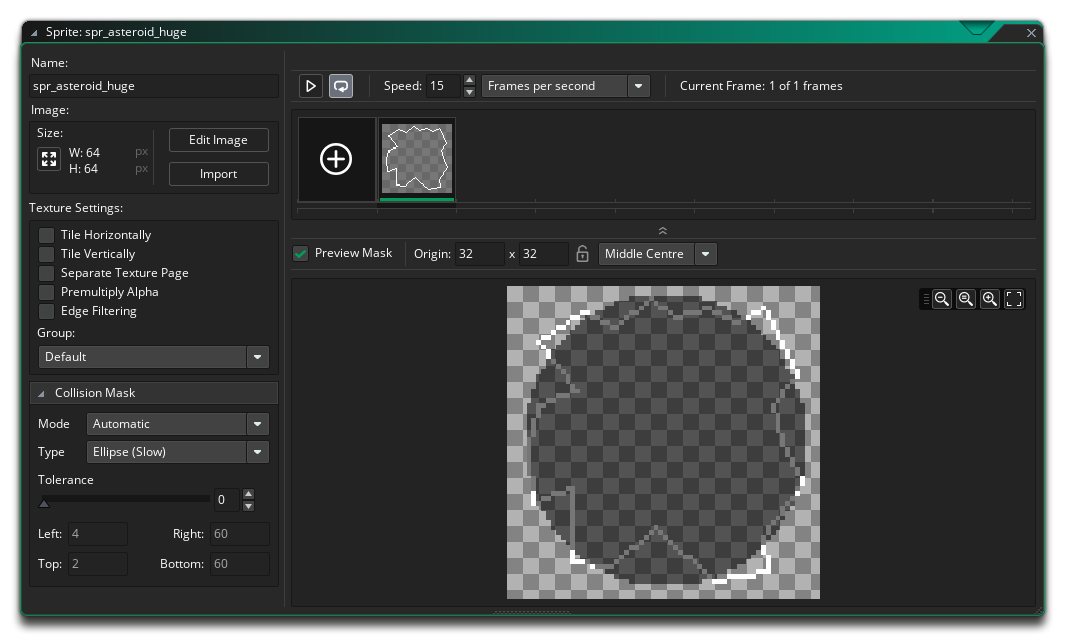 Sprite: spr_asteroid_huge
Name:
spr_asteroid_huge
Image:
Size:
W: 64 px
H: 64 px
Edit Image
Import
Texture Settings:
Tile Horizontally
Tile Vertically
Separate Texture Page
Premultiply Alpha
Edge Filtering
Group:
Default
Collision Mask
Mode Automatic
Type Ellipse (Slow)
Tolerance
0
Left: 4 Right: 60
Top: 2 Bottom: 60
Speed: 15 Frames per second Current Frame: 1 of 1 frames
Preview Mask Origin: 32 x 32 Middle Centre